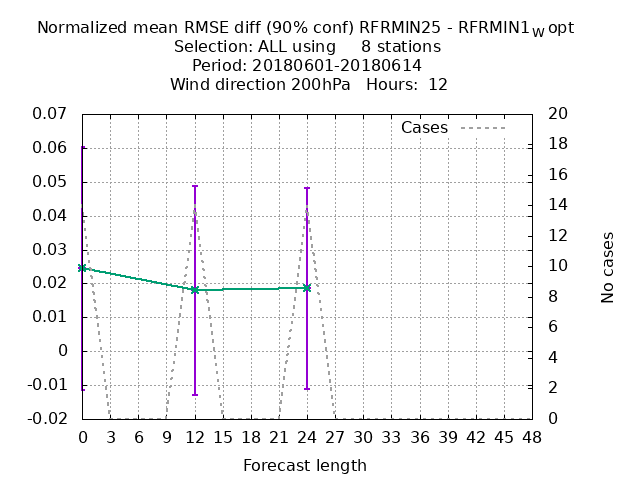 Normalized mean RMSE diff (90% conf) RFRMIN25 - RFRMIN1wopt
Selection: ALL using 8 stations
Period: 20180601-20180614
Wind direction 200hPa Hours: 12
Cases
0.07
0.06
0.05
0.04
0.03
0.02
0.01
0
-0.01
-0.02
20
18
16
14
12
10
8
6
4
2
0
No cases
0 3 6 9 12 15 18 21 24 27 30 33 36 39 42 45 48
Forecast length